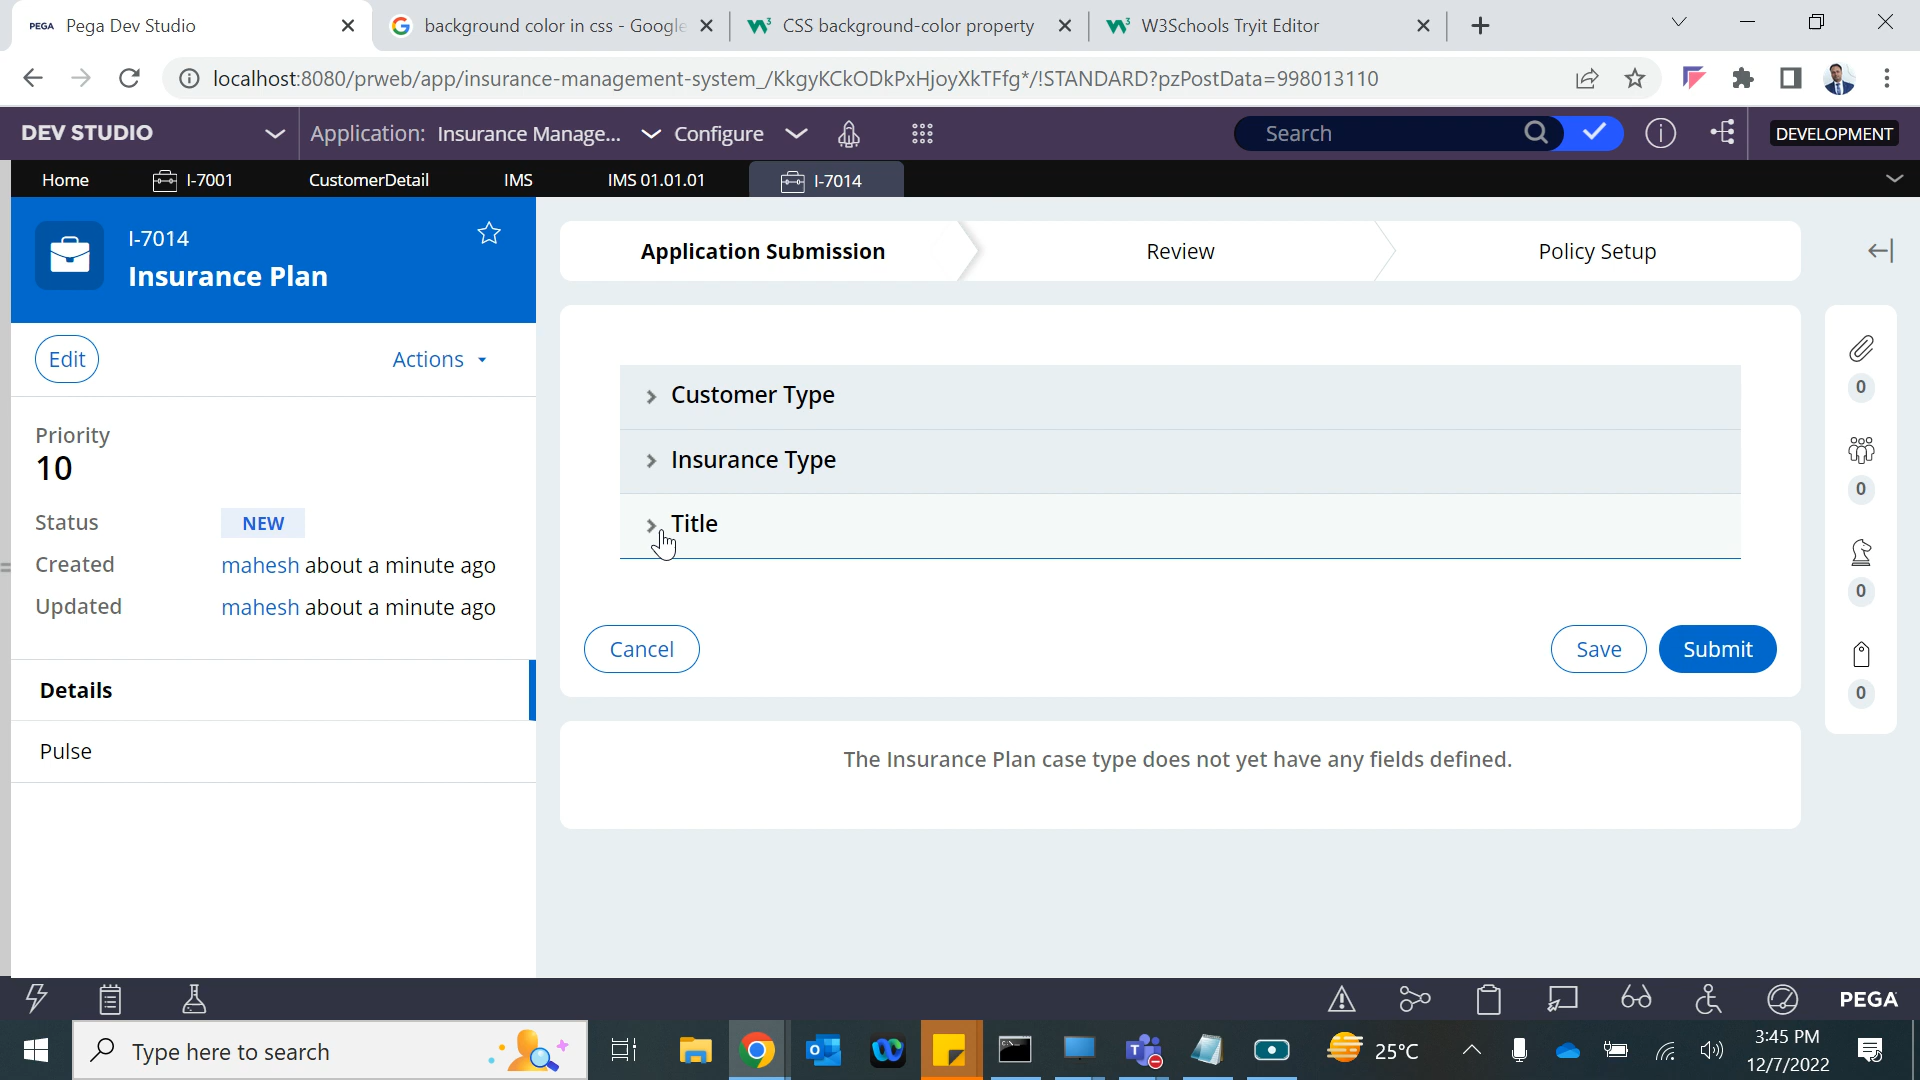 PEGA Pega Dev Studio
background color in css - Google
CSS background-color property
W3Schools Tryit Editor
localhost:8080/prweb/app/insurance-management-system_/KkgyKCkODkPxHjoyXkTFfg*/!STANDARD?pzPostData=998013110
DEV STUDIO
Application: Insurance Manage...
Configure
Search
DEVELOPMENT
Home
I-7001
CustomerDetail
IMS
IMS 01.01.01
I-7014
I-7014
Insurance Plan
Edit
Actions
Priority
10
Status NEW
Created mahesh about a minute ago
Updated mahesh about a minute ago
Details
Pulse
Application Submission
Review
Policy Setup
Customer Type
Insurance Type
Title
Cancel
Save
Submit
The Insurance Plan case type does not yet have any fields defined.
0
0
0
0
PEGA
Type here to search
25°C
3:45 PM
12/7/2022